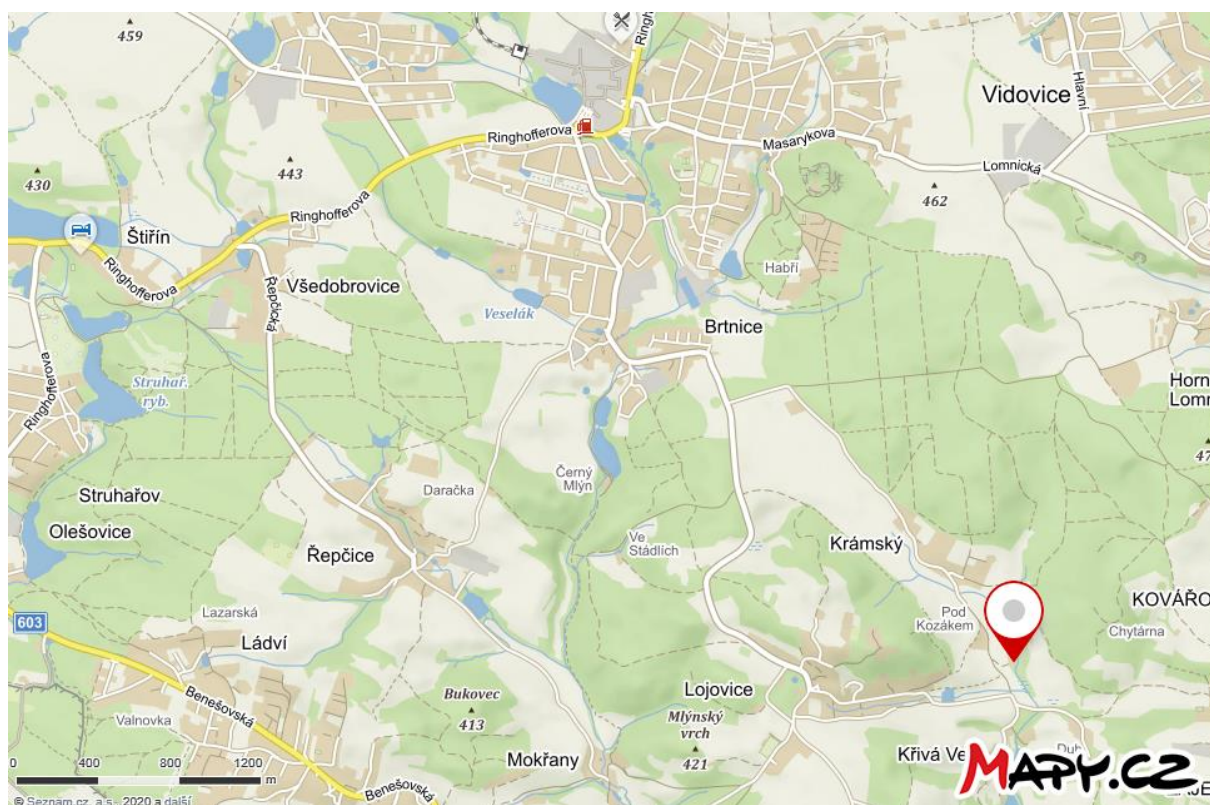 459
Ringhofferova
Ringh
Vidovice
Hlavní
Masarykova
Lomnická
443
430
462
Štiřín
Ringhofferova
Ringhofferova
Habří
Všedobrovice
Řepčická
Veselák
Brtnice
Ringhofferova
Struhař.
ryb.
Horn
Lomn
47
Struhařov
Daračka
Černý
Mlýn
Olešovice
Řepčice
Ve
Stádlích
Krámský
KOVÁŘO
603
Lazarská
Pod
Kozákem
Chytárna
Ládví
Benešovská
Bukovec
413
Lojovice
Mlýnský
vrch
421
Valnovka
Mokřany
Křivá Ve
Dub
0 400 800 1200 m
Benešovská
MAPY.CZ
© Seznam.cz, a.s., 2020 a další